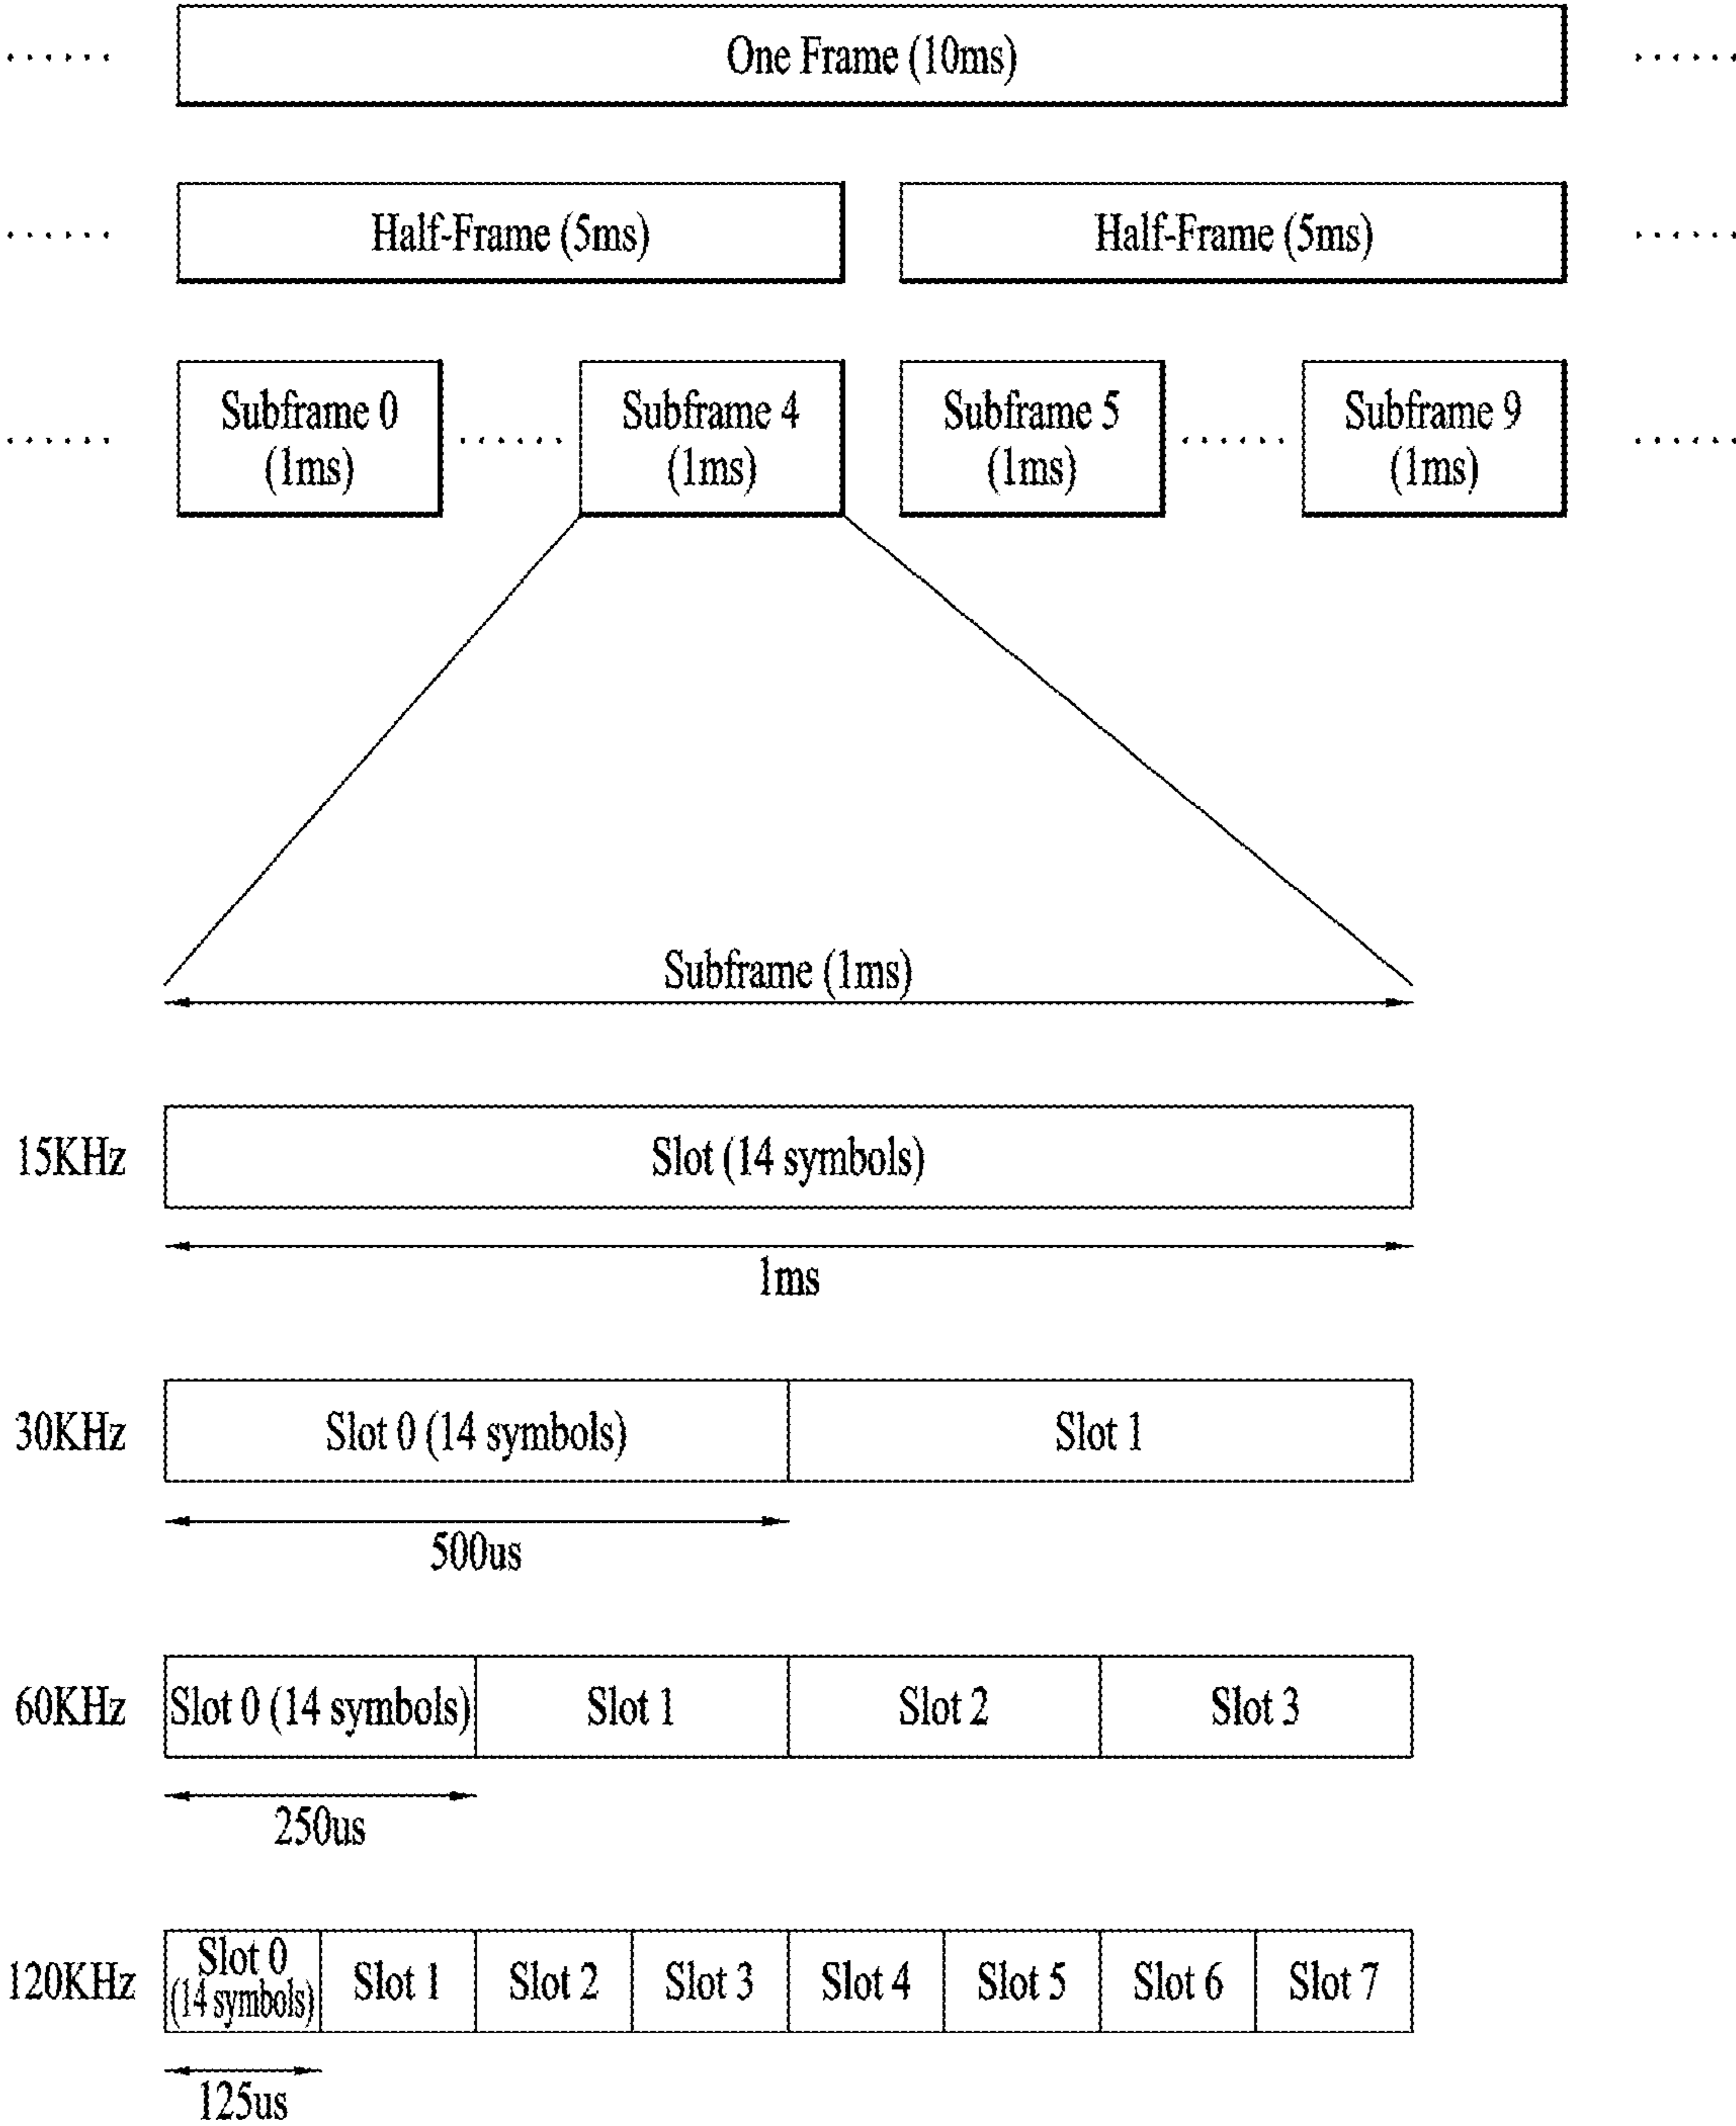 One Frame (10ms)
Half-Frame (5ms) Half-Frame (5ms)
Subframe 0 Subframe 4 Subframe 5 Subframe 9
(1ms) (1ms) (1ms) (1ms)
Subframe (1ms)
15KHz Slot (14 symbols)
1ms
30KHz Slot 0 (14 symbols) Slot 1
500us
60KHz Slot 0 (14 symbols) Slot 1 Slot 2 Slot 3
250us
120KHz Slot 0 (14 symbols) Slot 1 Slot 2 Slot 3 Slot 4 Slot 5 Slot 6 Slot 7
125us